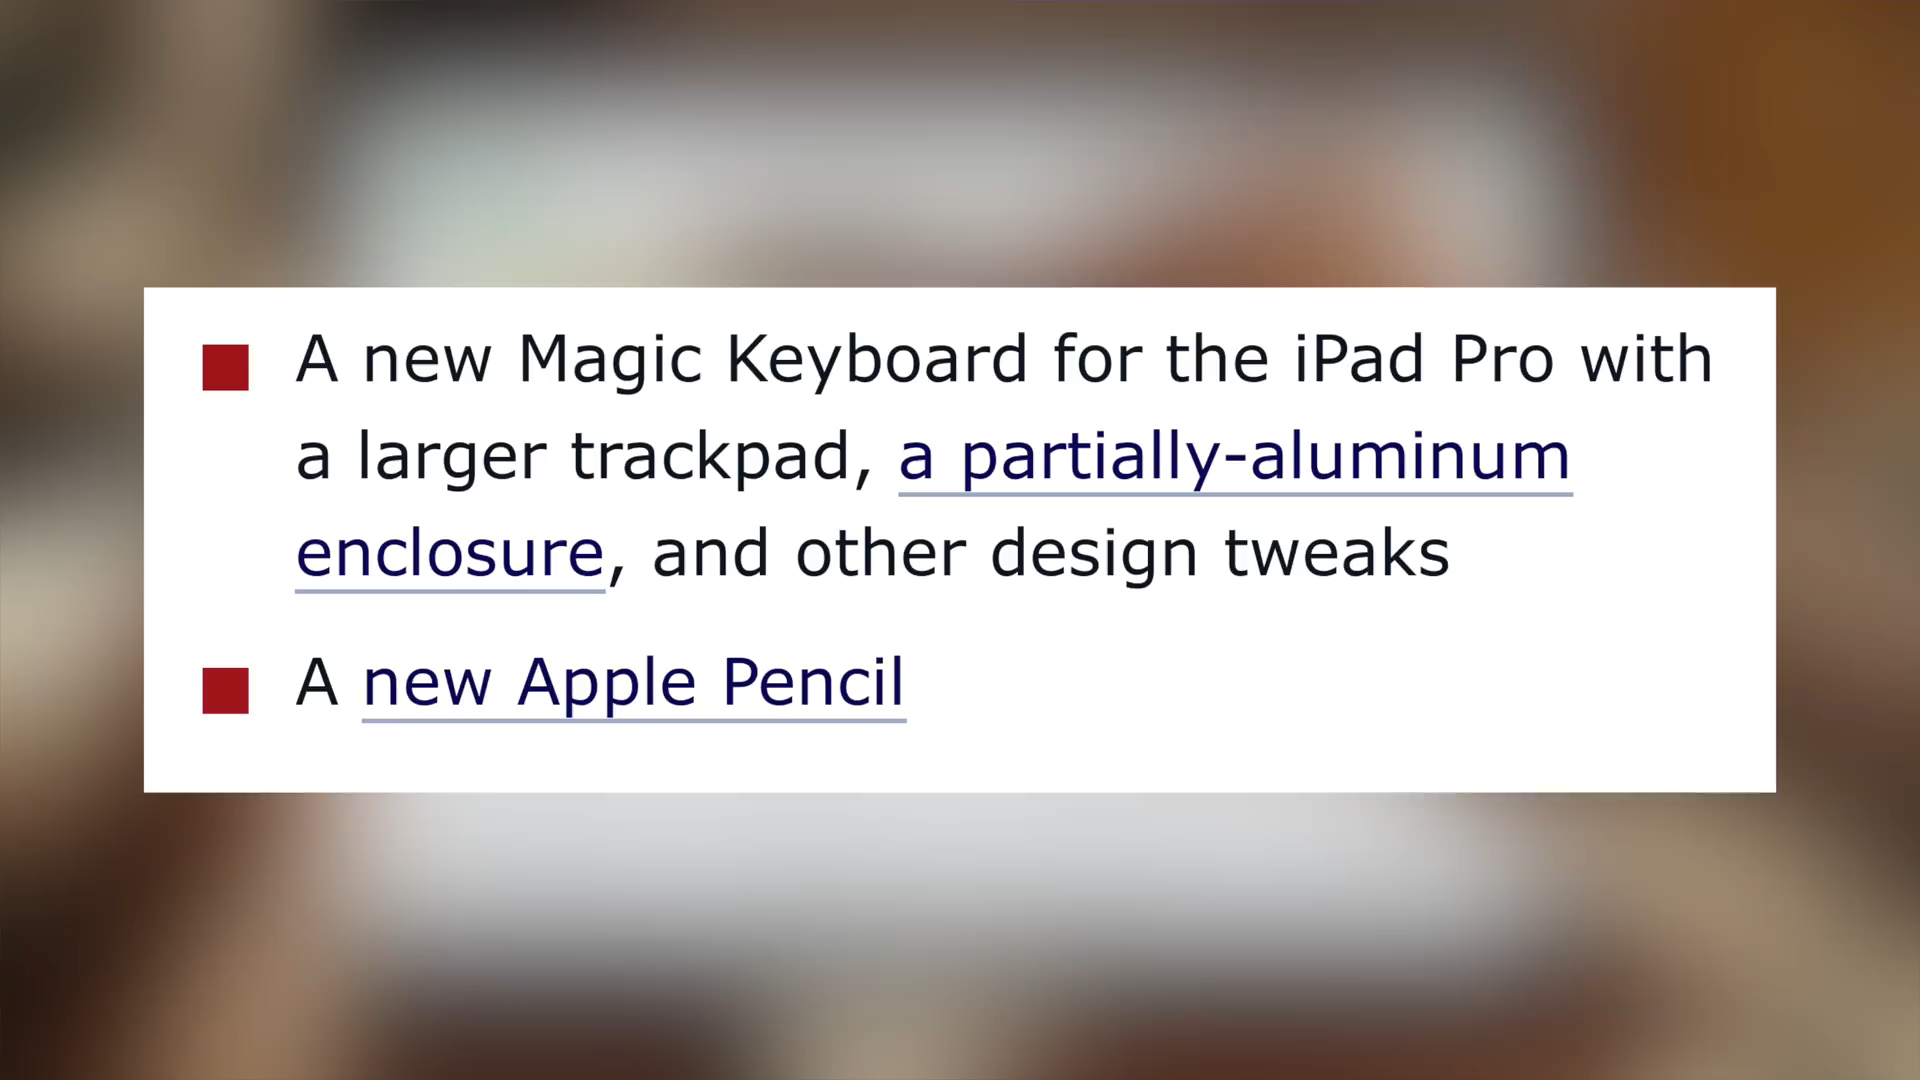 A new Magic Keyboard for the iPad Pro with
a larger trackpad, a partially-aluminum
enclosure, and other design tweaks
A new Apple Pencil